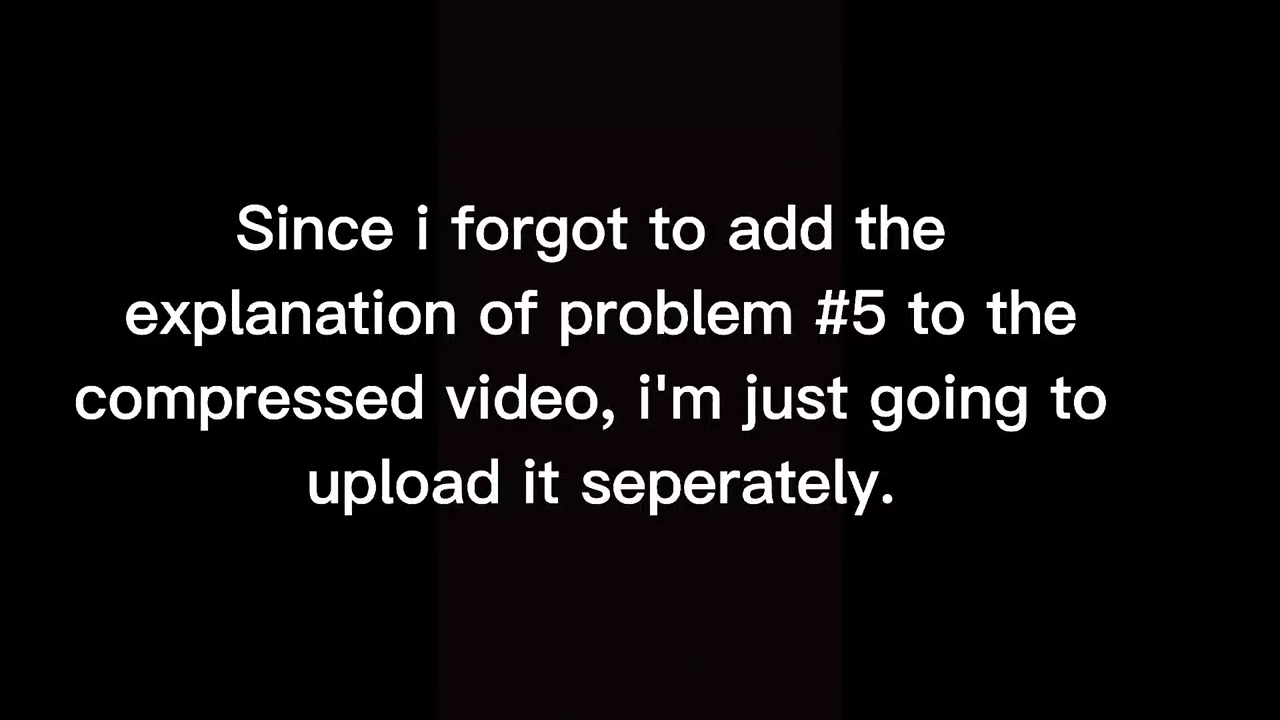 Since i forgot to add the
explanation of problem #5 to the
compressed video, i'm just going to
upload it seperately.